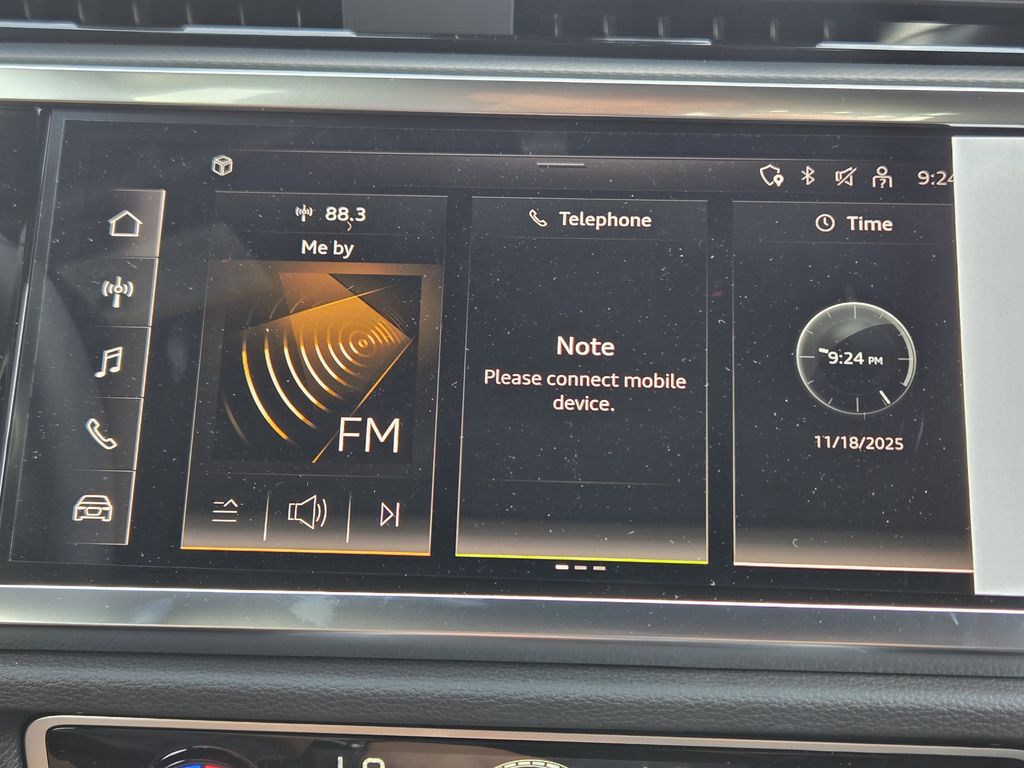 9:24
88.3
Me by
FM
Telephone
Note
Please connect mobile
device.
Time
9:24 PM
11/18/2025